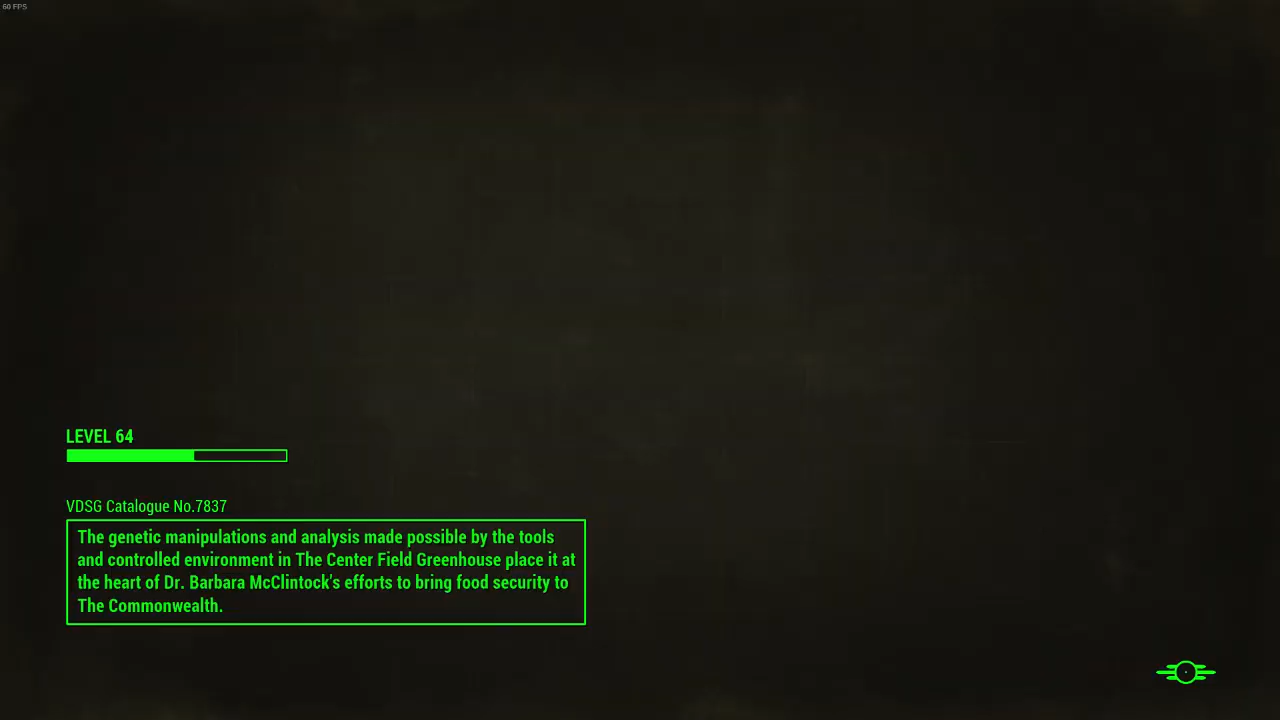 60 FPS
LEVEL 64
VDSG Catalogue No.7837
The genetic manipulations and analysis made possible by the tools
and controlled environment in The Center Field Greenhouse place it at
the heart of Dr. Barbara McClintock's efforts to bring food security to
The Commonwealth.